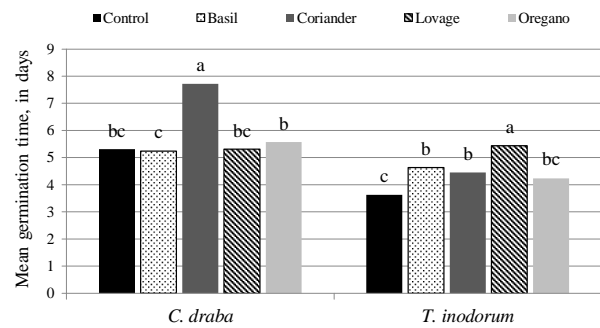 Control Basil Coriander Lovage Oregano
Mean germination time, in days
9
8
7
6
5
4
3
2
1
0
bc c a bc b
c b b a bc
C. draba T. inodorum